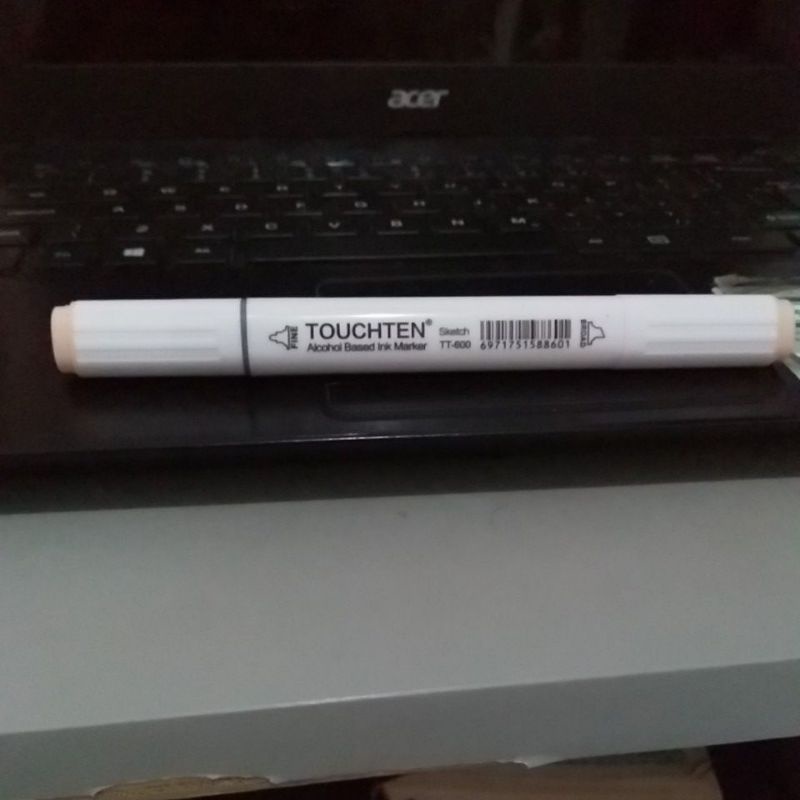 acer
A S D F G H J
Z X C V B N M
FINE
TOUCHTEN®
Alcohol Based Ink Marker
Sketch
TT-600
6971751588601
BROAD